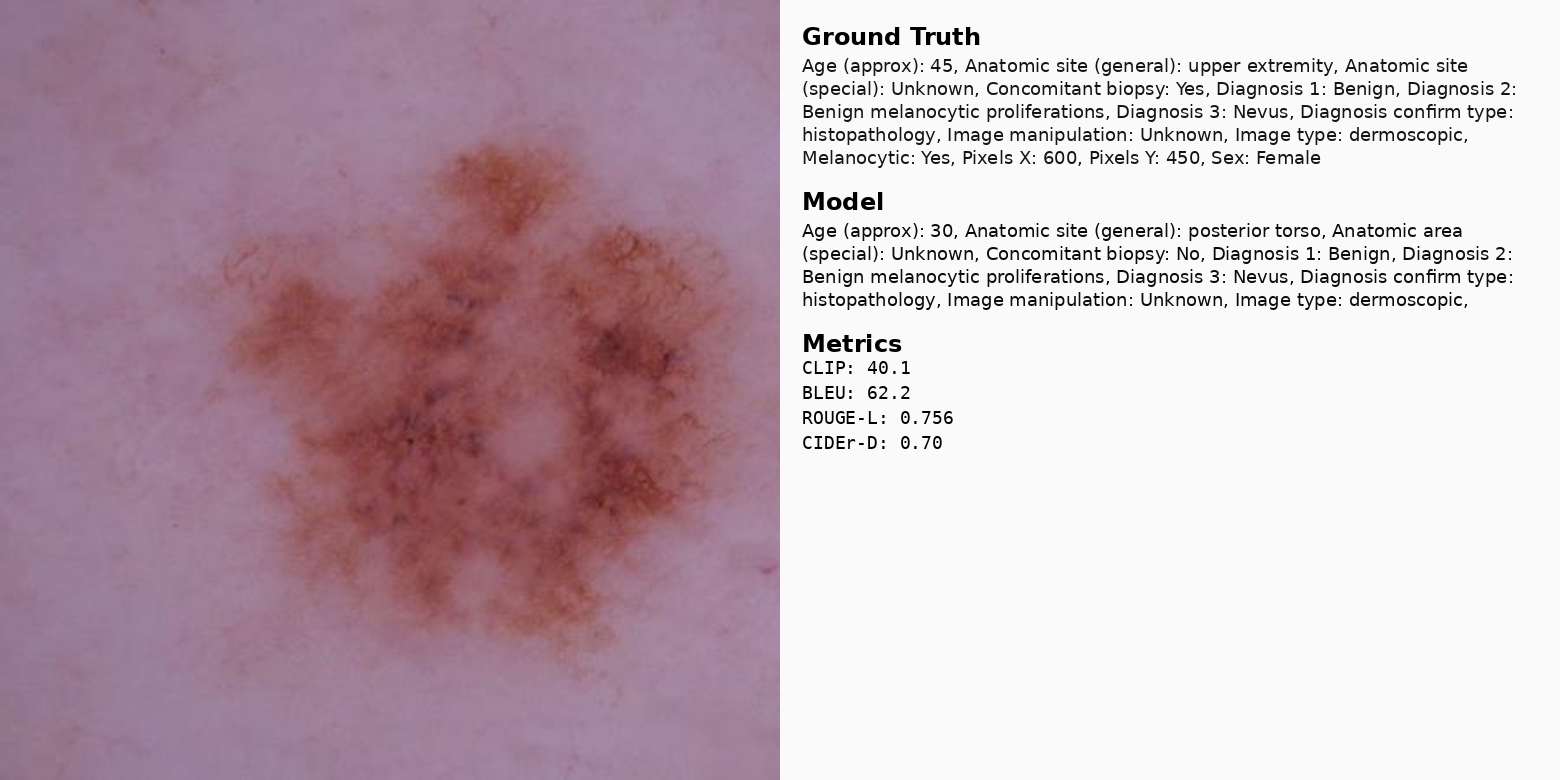 Ground Truth
Age (approx): 45, Anatomic site (general): upper extremity, Anatomic site
(special): Unknown, Concomitant biopsy: Yes, Diagnosis 1: Benign, Diagnosis 2:
Benign melanocytic proliferations, Diagnosis 3: Nevus, Diagnosis confirm type:
histopathology, Image manipulation: Unknown, Image type: dermoscopic,
Melanocytic: Yes, Pixels X: 600, Pixels Y: 450, Sex: Female
Model
Age (approx): 30, Anatomic site (general): posterior torso, Anatomic area
(special): Unknown, Concomitant biopsy: No, Diagnosis 1: Benign, Diagnosis 2:
Benign melanocytic proliferations, Diagnosis 3: Nevus, Diagnosis confirm type:
histopathology, Image manipulation: Unknown, Image type: dermoscopic,
Metrics
CLIP: 40.1
BLEU: 62.2
ROUGE-L: 0.756
CIDEr-D: 0.70